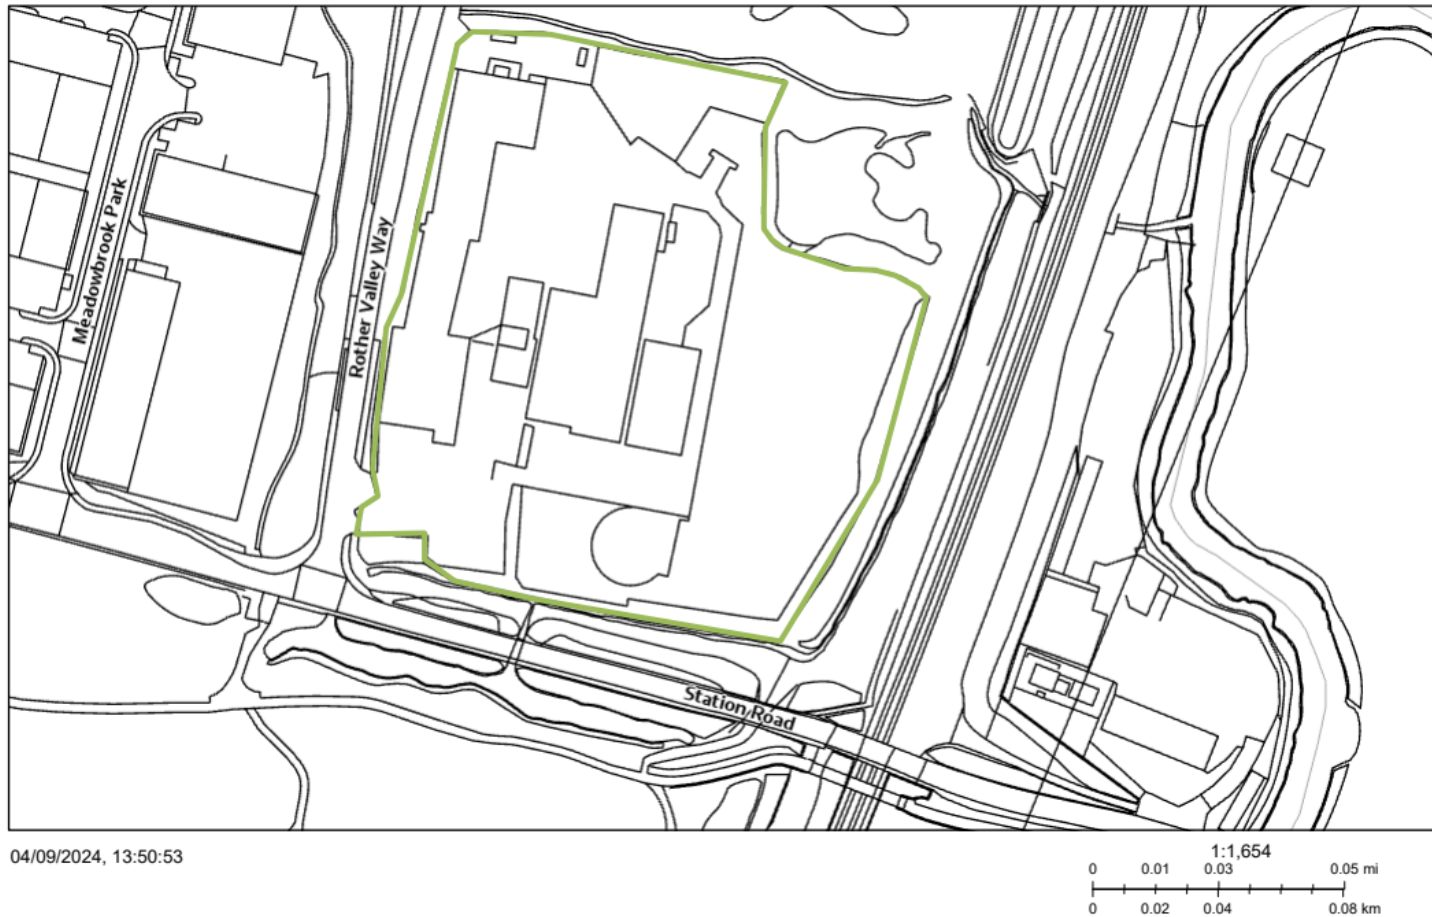 Meadowbrook Park
Rother Valley Way
Station Road
04/09/2024, 13:50:53
1:1,654
0 0.01 0.03 0.05 mi
0 0.02 0.04 0.08 km